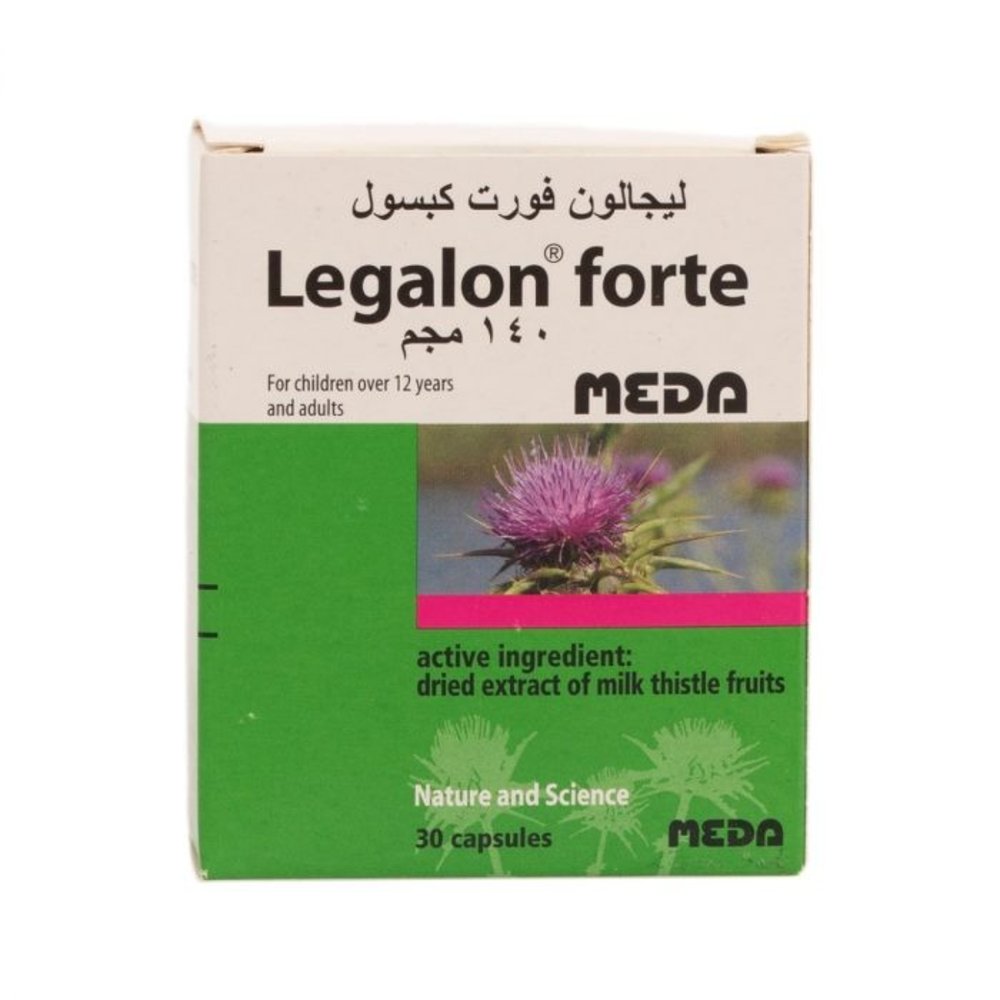 ليجالون فورت كبسول
Legalon® forte
١٤٠ مجم
For children over 12 years
and adults
MEDA
active ingredient:
dried extract of milk thistle fruits
Nature and Science
30 capsules
MEDA